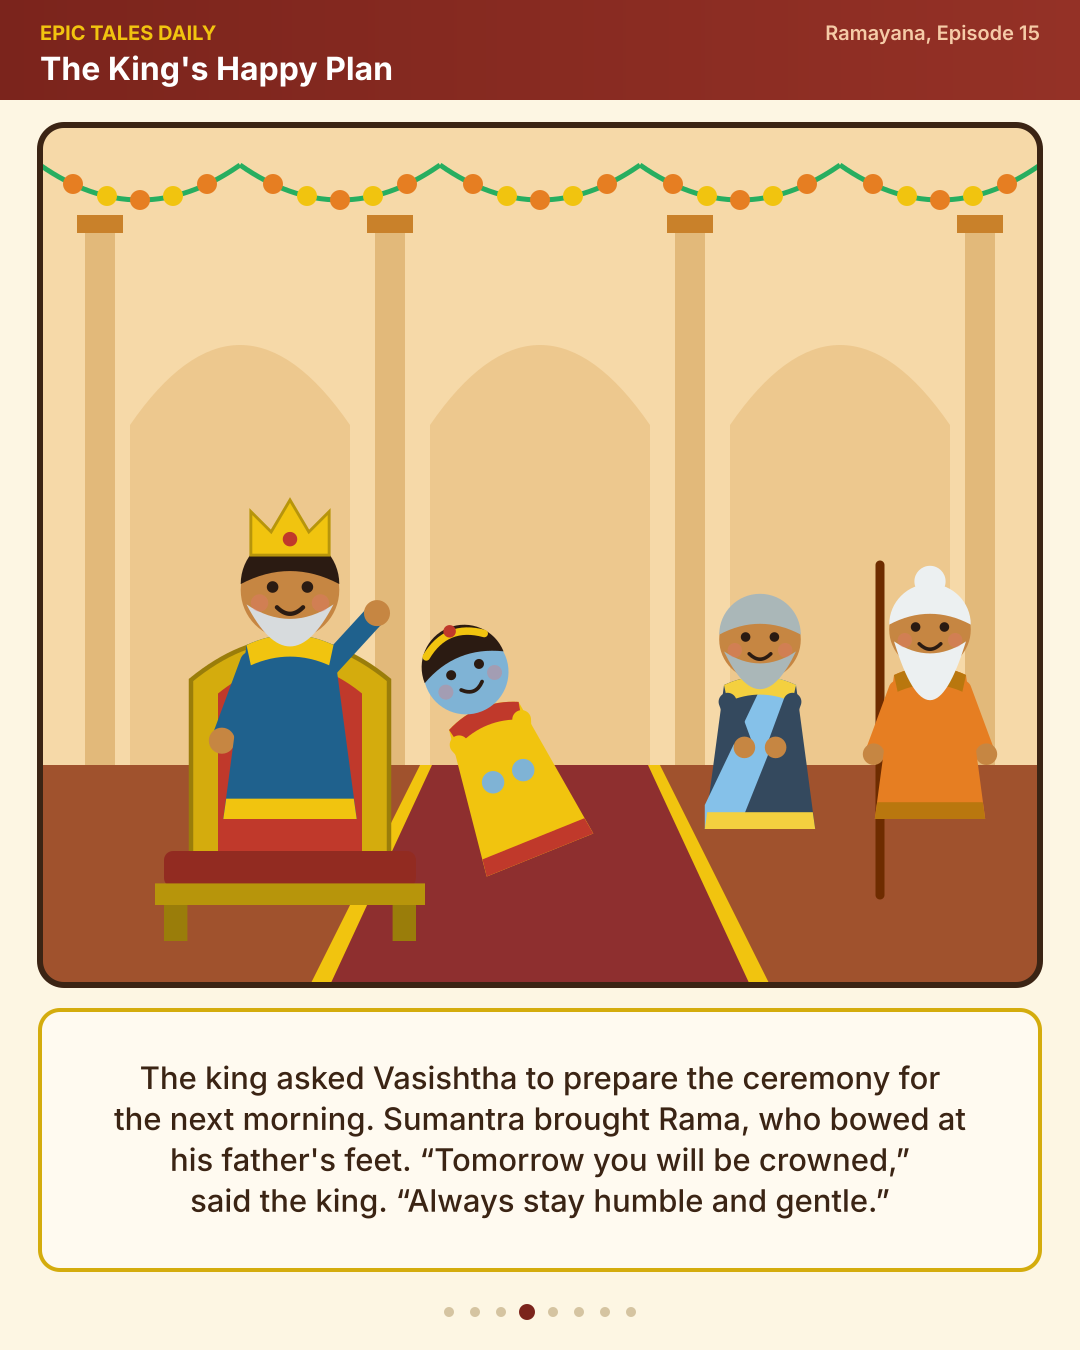 EPIC TALES DAILY
Ramayana, Episode 15
The King's Happy Plan
The king asked Vasishtha to prepare the ceremony for
the next morning. Sumantra brought Rama, who bowed at
his father's feet. “Tomorrow you will be crowned,”
said the king. “Always stay humble and gentle.”